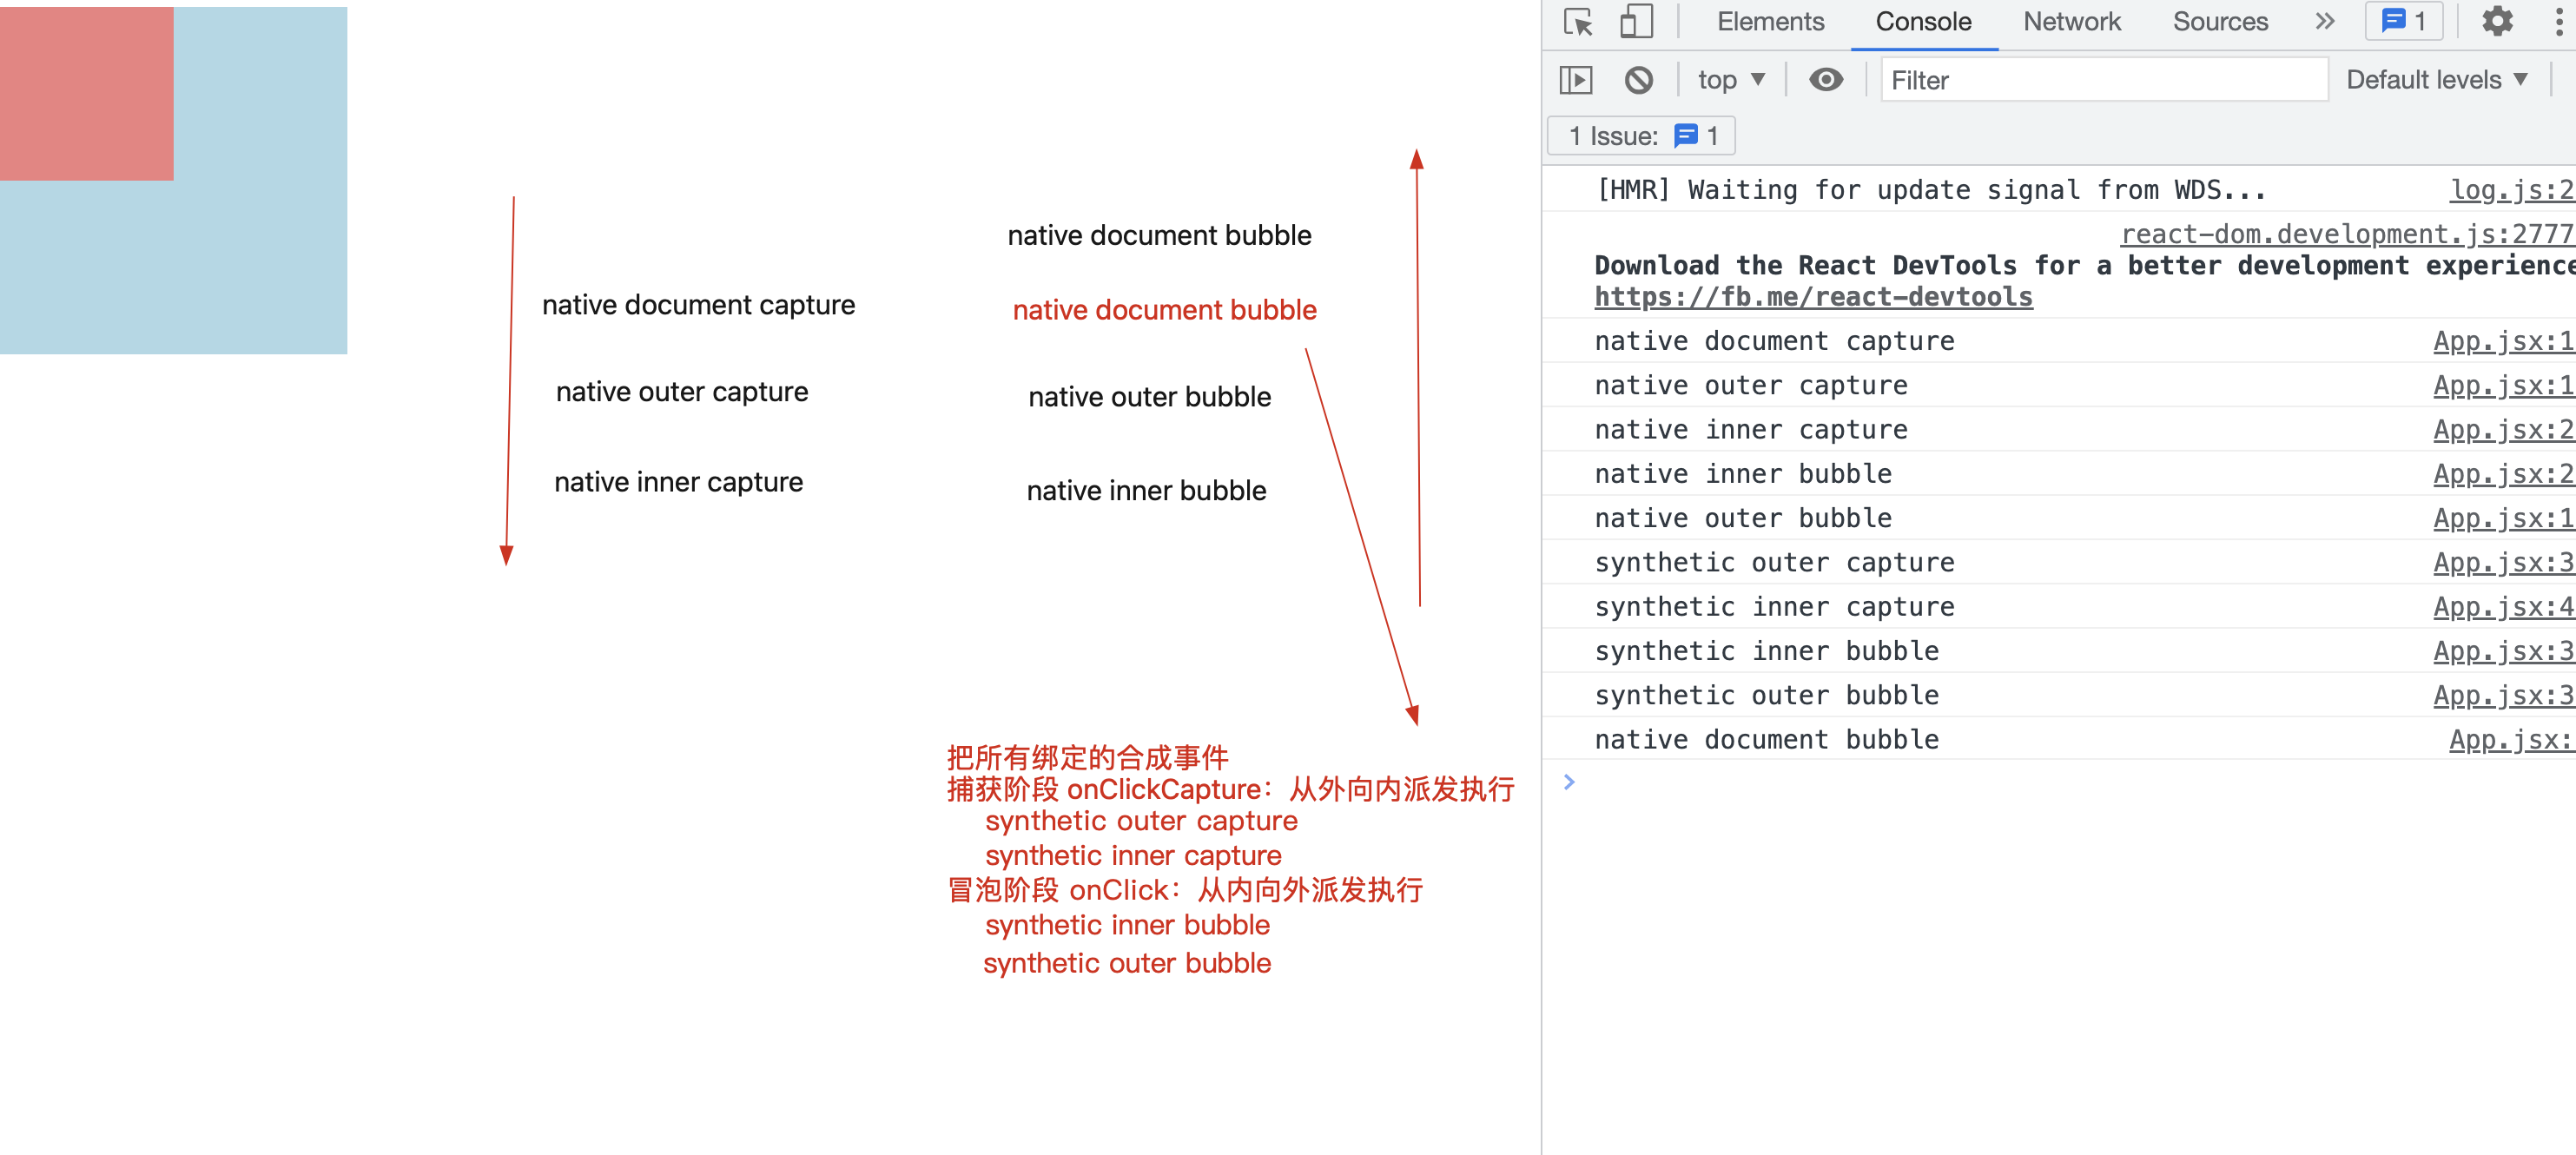 native document capture
native outer capture
native inner capture
native document bubble
native document bubble
native outer bubble
native inner bubble
把所有绑定的合成事件
捕获阶段 onClickCapture：从外向内派发执行
synthetic outer capture
synthetic inner capture
冒泡阶段 onClick：从内向外派发执行
synthetic inner bubble
synthetic outer bubble
Elements Console Network Sources 1
top Filter Default levels
1 Issue: 1
[HMR] Waiting for update signal from WDS... log.js:2
react-dom.development.js:2777
Download the React DevTools for a better development experience
https://fb.me/react-devtools
native document capture App.jsx:1
native outer capture App.jsx:1
native inner capture App.jsx:2
native inner bubble App.jsx:2
native outer bubble App.jsx:1
synthetic outer capture App.jsx:3
synthetic inner capture App.jsx:4
synthetic inner bubble App.jsx:3
synthetic outer bubble App.jsx:3
native document bubble App.jsx: